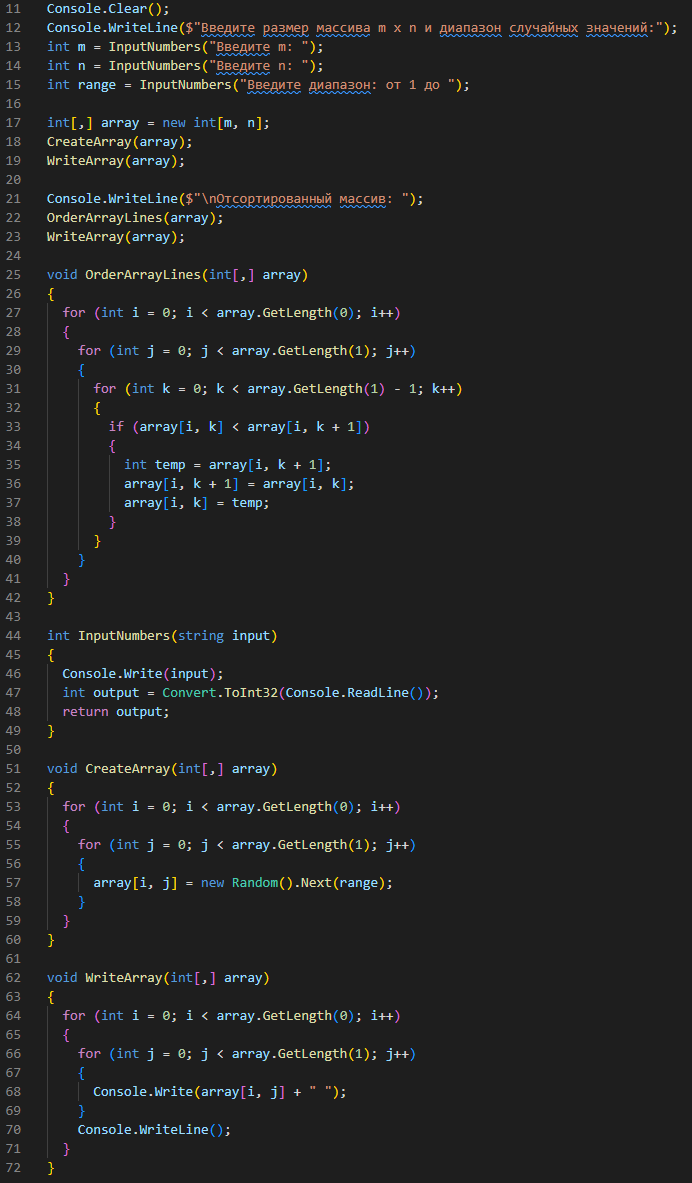 11 Console.Clear();
12 Console.WriteLine($"Введите размер массива m x n и диапазон случайных значений:");
13 int m = InputNumbers("Введите m: ");
14 int n = InputNumbers("Введите n: ");
15 int range = InputNumbers("Введите диапазон: от 1 до ");
16
17 int[,] array = new int[m, n];
18 CreateArray(array);
19 WriteArray(array);
20
21 Console.WriteLine($"\nОтсортированный массив: ");
22 OrderArrayLines(array);
23 WriteArray(array);
24
25 void OrderArrayLines(int[,] array)
26 {
27   for (int i = 0; i < array.GetLength(0); i++)
28   {
29     for (int j = 0; j < array.GetLength(1); j++)
30     {
31       for (int k = 0; k < array.GetLength(1) - 1; k++)
32       {
33         if (array[i, k] < array[i, k + 1])
34         {
35           int temp = array[i, k + 1];
36           array[i, k + 1] = array[i, k];
37           array[i, k] = temp;
38         }
39       }
40     }
41   }
42 }
43
44 int InputNumbers(string input)
45 {
46   Console.Write(input);
47   int output = Convert.ToInt32(Console.ReadLine());
48   return output;
49 }
50
51 void CreateArray(int[,] array)
52 {
53   for (int i = 0; i < array.GetLength(0); i++)
54   {
55     for (int j = 0; j < array.GetLength(1); j++)
56     {
57       array[i, j] = new Random().Next(range);
58     }
59   }
60 }
61
62 void WriteArray(int[,] array)
63 {
64   for (int i = 0; i < array.GetLength(0); i++)
65   {
66     for (int j = 0; j < array.GetLength(1); j++)
67     {
68       Console.Write(array[i, j] + " ");
69     }
70     Console.WriteLine();
71   }
72 }